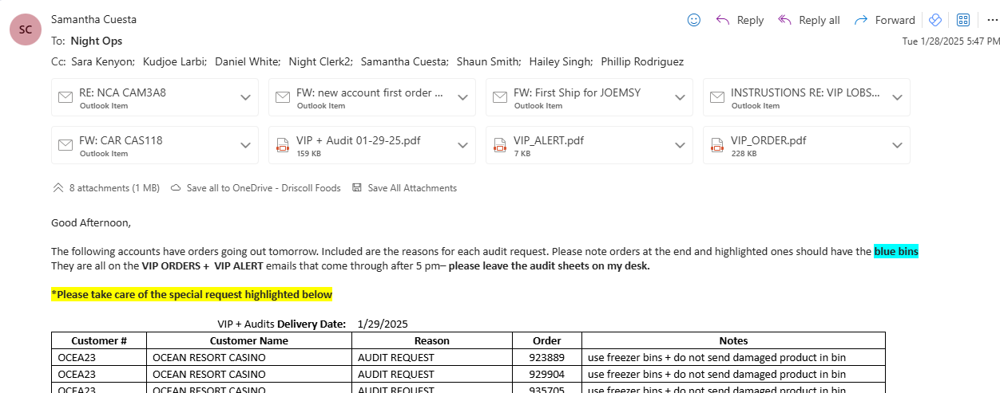 Samantha Cuesta
SC
Reply
Reply all
Forward
To: Night Ops
Tue 1/28/2025 5:47 PM
Cc: Sara Kenyon; Kudjoe Larbi; Daniel White; Night Clerk2; Samantha Cuesta; Shaun Smith; Hailey Singh; Phillip Rodriguez
RE: NCA CAM3A8
Outlook Item
FW: new account first order ...
Outlook Item
FW: First Ship for JOEMSY
Outlook Item
INSTRUSTIONS RE: VIP LOBS...
Outlook Item
FW: CAR CAS118
Outlook Item
VIP + Audit 01-29-25.pdf
159 KB
VIP_ALERT.pdf
7 KB
VIP_ORDER.pdf
228 KB
8 attachments (1 MB) Save all to OneDrive - Driscoll Foods Save All Attachments
Good Afternoon,
The following accounts have orders going out tomorrow. Included are the reasons for each audit request. Please note orders at the end and highlighted ones should have the blue bins
They are all on the VIP ORDERS + VIP ALERT emails that come through after 5 pm– please leave the audit sheets on my desk.
*Please take care of the special request highlighted below
VIP + Audits Delivery Date: 1/29/2025
Customer # Customer Name Reason Order Notes
OCEA23 OCEAN RESORT CASINO AUDIT REQUEST 923889 use freezer bins + do not send damaged product in bin
OCEA23 OCEAN RESORT CASINO AUDIT REQUEST 929904 use freezer bins + do not send damaged product in bin
OCEA23 OCEAN RESORT CASINO AUDIT REQUEST 935705 use freezer bins + do not send damaged product in bin